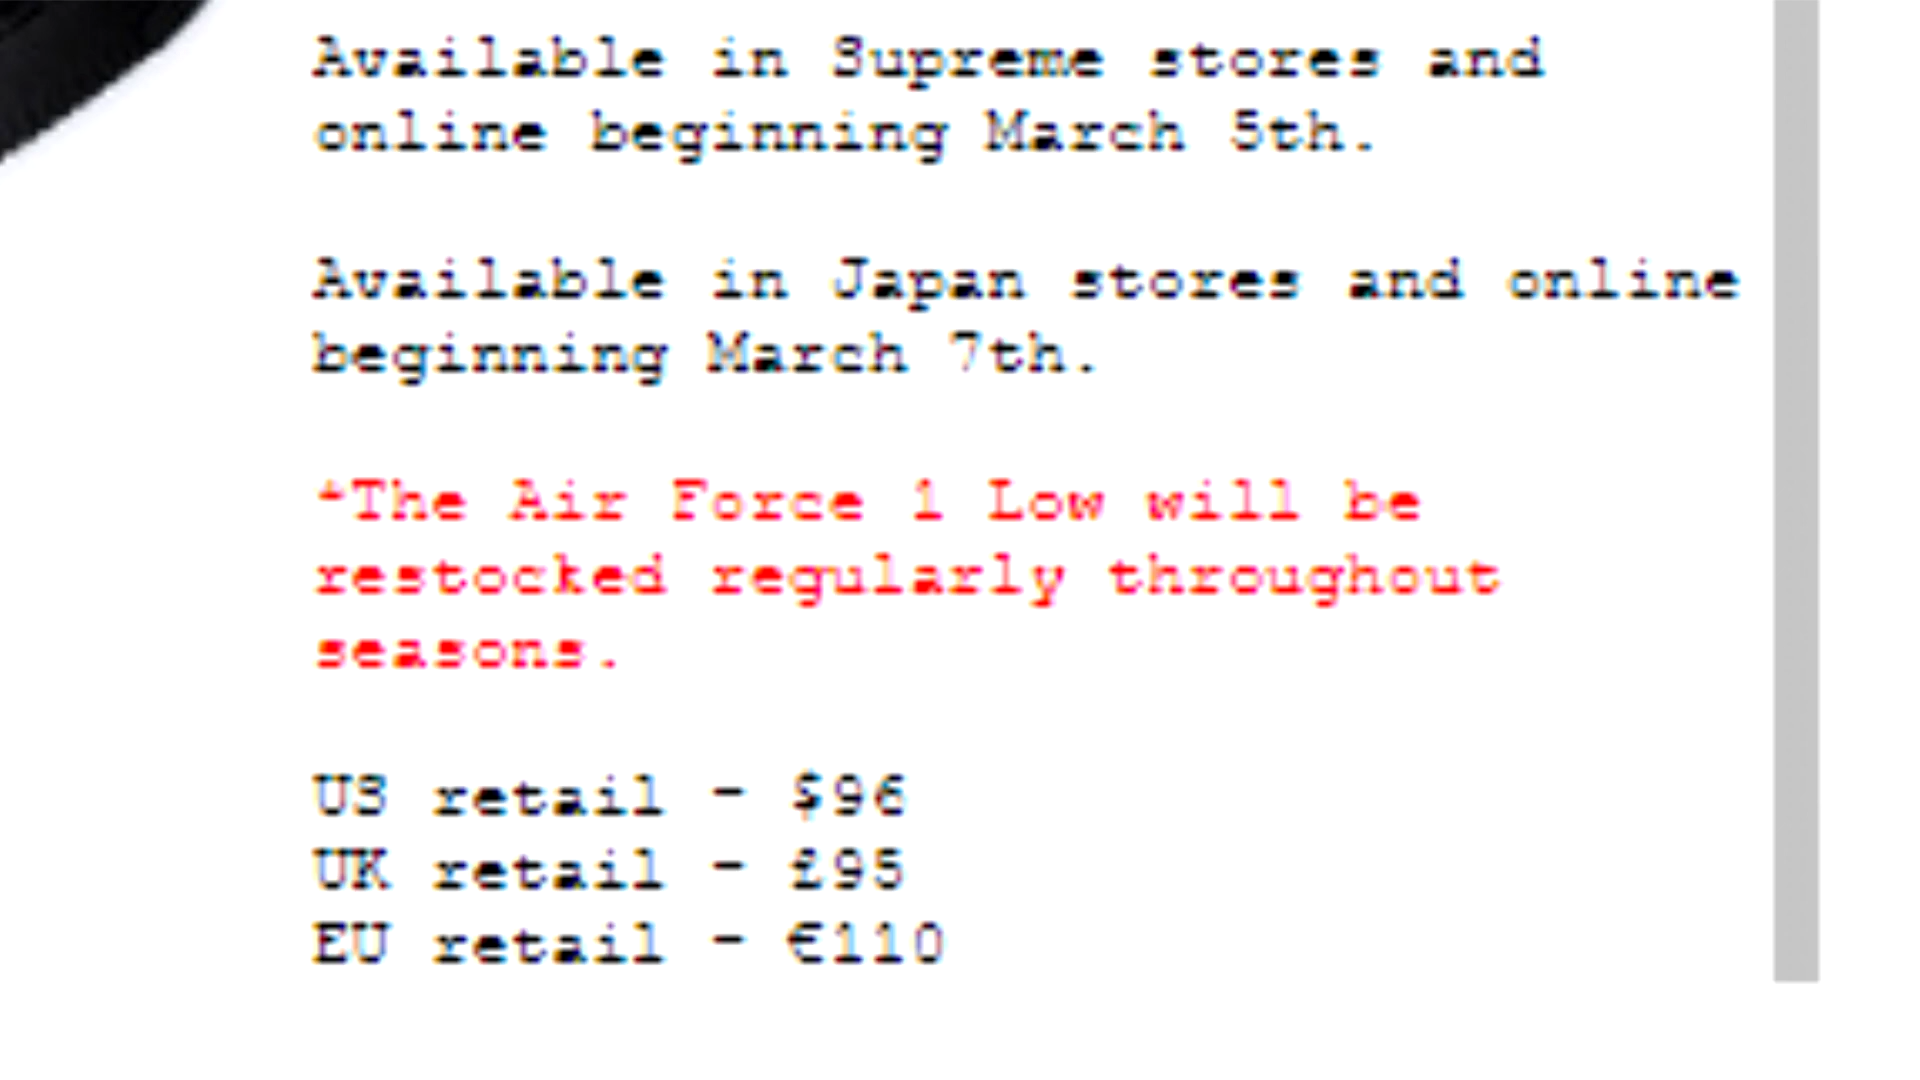 Available in Supreme stores and
online beginning March 5th.
Available in Japan stores and online
beginning March 7th.
*The Air Force 1 Low will be
restocked regularly throughout
seasons.
US retail - $96
UK retail - £95
EU retail - €110